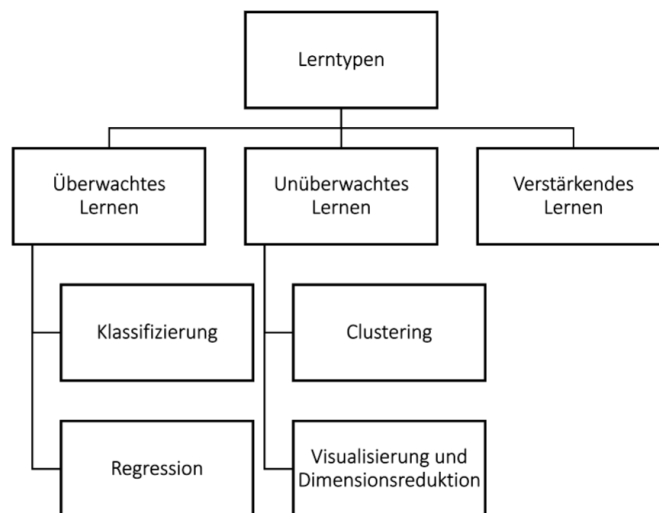 Lerntypen
Überwachtes
Lernen
Unüberwachtes
Lernen
Verstärkendes
Lernen
Klassifizierung
Clustering
Regression
Visualisierung und
Dimensionsreduktion